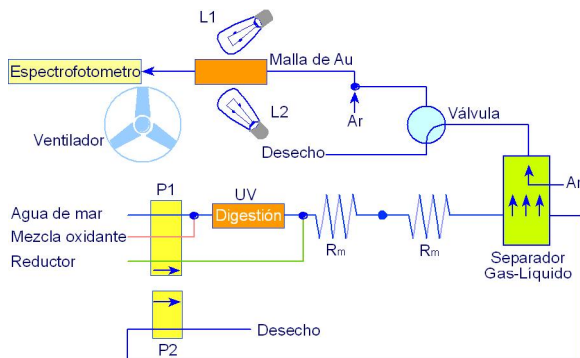 L1
Malla de Au
Espectrofotometro
L2
Ar
Válvula
Ventilador
Desecho
P1
UV
Ar
Agua de mar
Digestión
Mezcla oxidante
Reductor
Rm
Rm
Separador
Gas-Liquido
Desecho
P2